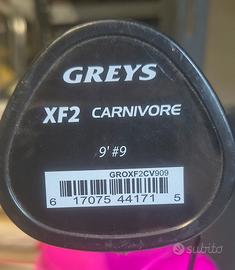 GREYS
XF2 CARNIVORE
9' #9
GROXF2CV909
6 17075 44171 5
subito